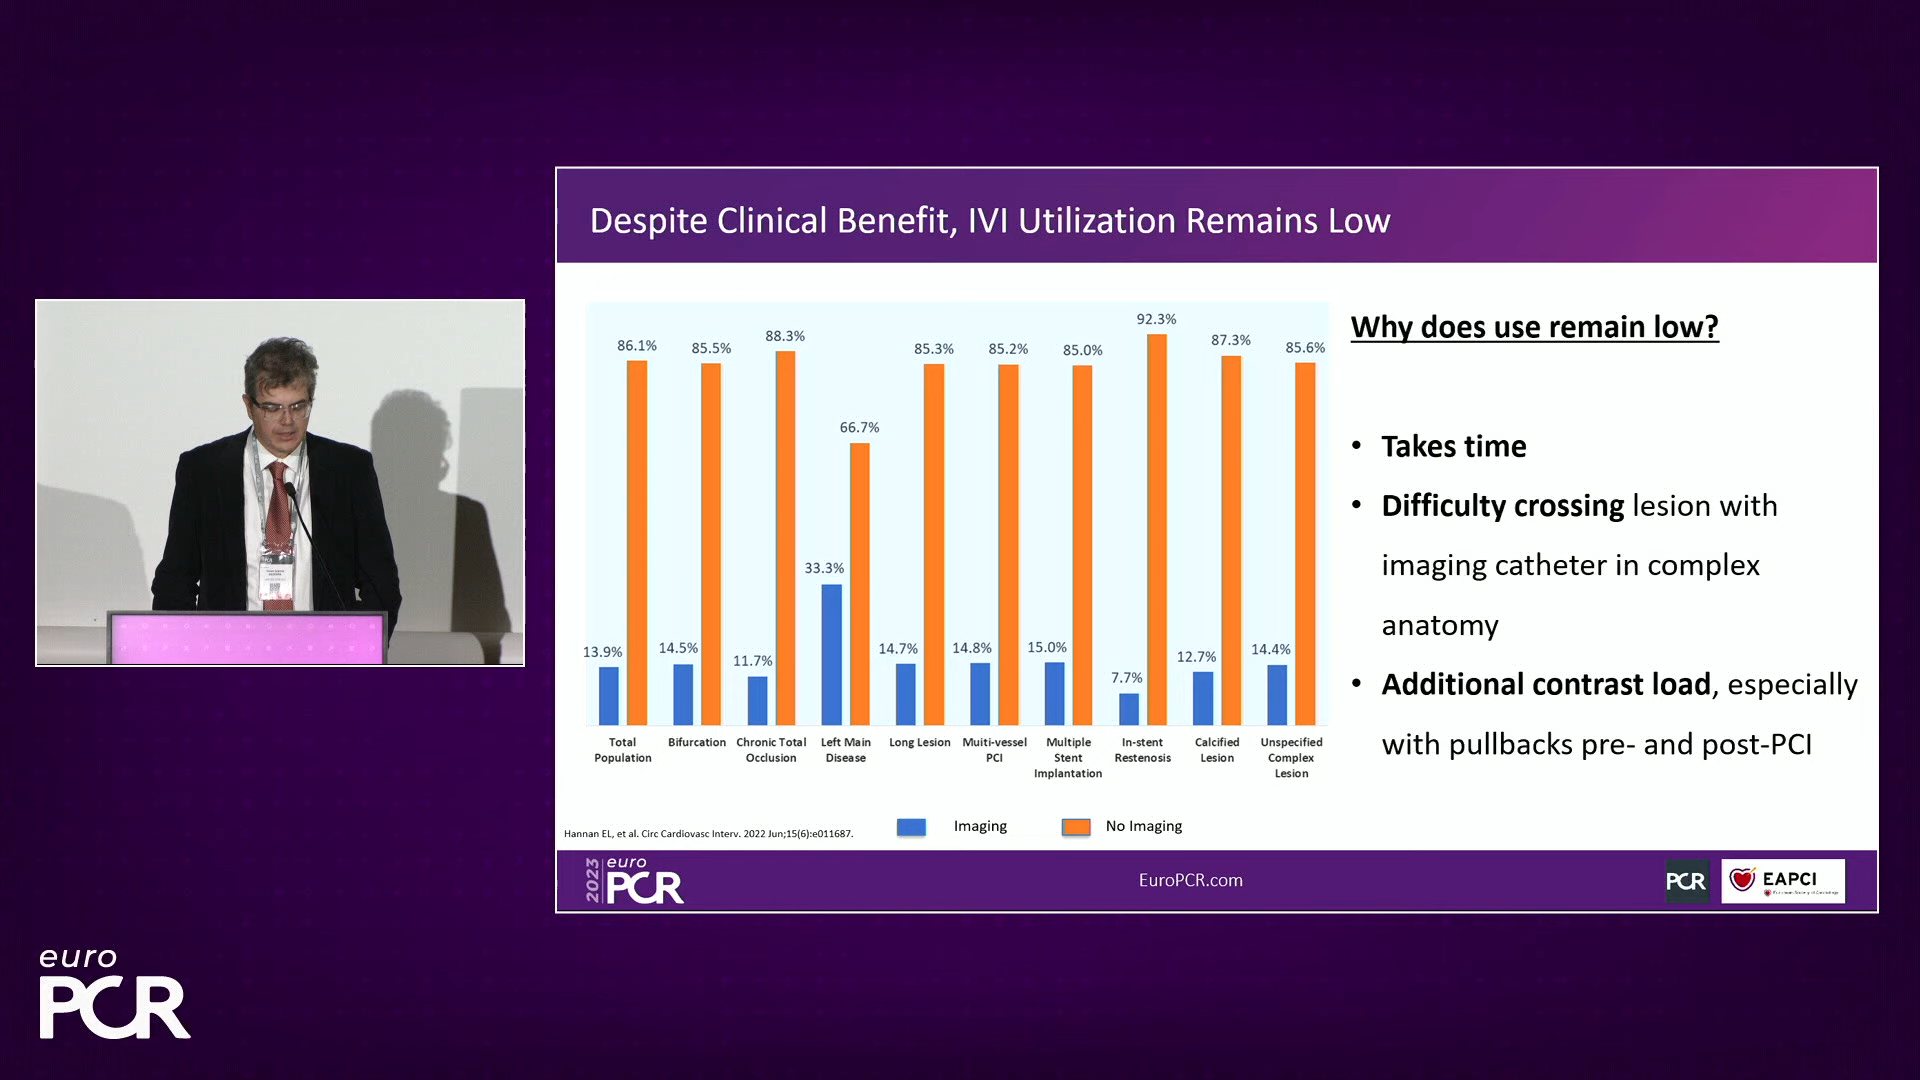 Despite Clinical Benefit, IVI Utilization Remains Low
86.1%
85.5%
88.3%
66.7%
85.3%
85.2%
85.0%
92.3%
87.3%
85.6%
13.9%
14.5%
11.7%
33.3%
14.7%
14.8%
15.0%
7.7%
12.7%
14.4%
Total
Population
Bifurcation
Chronic Total
Occlusion
Left Main
Disease
Long Lesion
Muiti-vessel
PCI
Multiple
Stent
Implantation
In-stent
Restenosis
Calcified
Lesion
Unspecified
Complex
Lesion
Imaging
No Imaging
Hannan EL, et al. Circ Cardiovasc Interv. 2022 Jun;15(6):e011687.
Why does use remain low?
• Takes time
• Difficulty crossing lesion with
imaging catheter in complex
anatomy
• Additional contrast load, especially
with pullbacks pre- and post-PCI
2023
euro
PCR
EuroPCR.com
PCR
EAPCI
euro
PCR